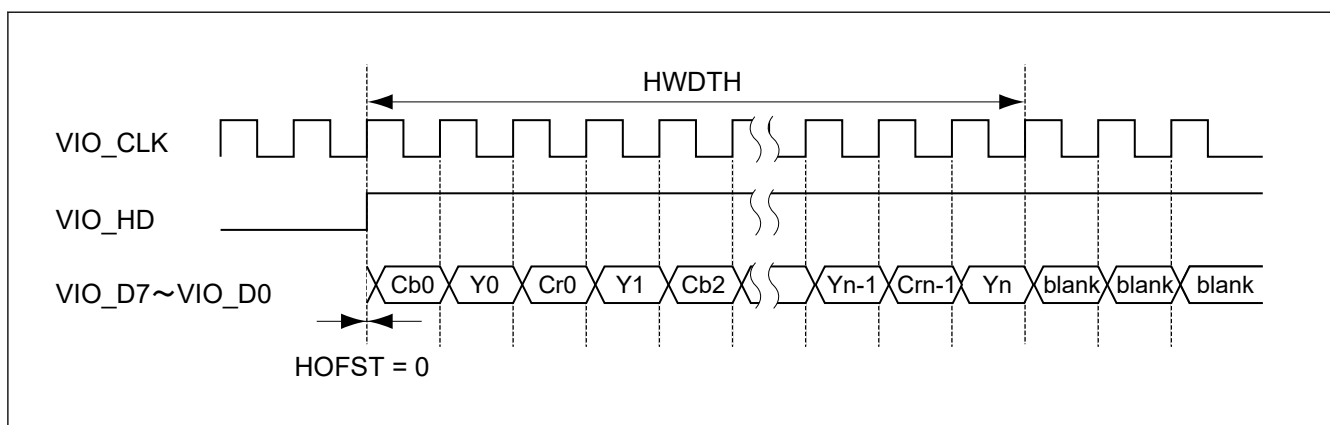 HWDTH
VIO_CLK
VIO_HD
VIO_D7～VIO_D0 Cb0 Y0 Cr0 Y1 Cb2 Yn-1 Crn-1 Yn blank blank blank
HOFST = 0